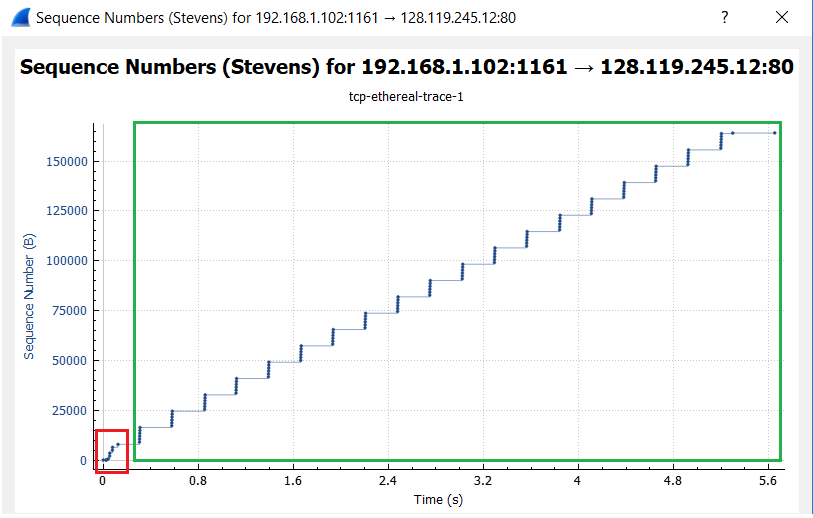 Sequence Numbers (Stevens) for 192.168.1.102:1161 → 128.119.245.12:80
?
Sequence Numbers (Stevens) for 192.168.1.102:1161 → 128.119.245.12:80
tcp-ethereal-trace-1
Sequence Number (B)
150000
125000
100000
75000
50000
25000
0
0 0.8 1.6 2.4 3.2 4 4.8 5.6
Time (s)